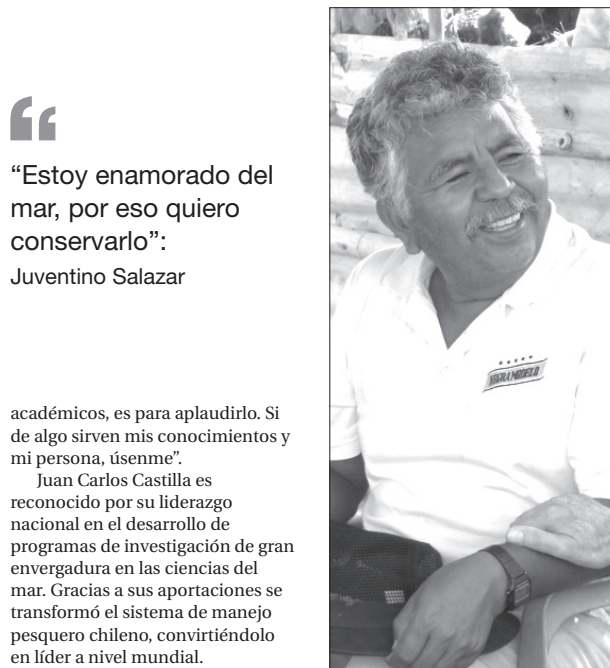 “Estoy enamorado del
mar, por eso quiero
conservarlo”:
Juventino Salazar
académicos, es para aplaudirlo. Si
de algo sirven mis conocimientos y
mi persona, úsenme”.
Juan Carlos Castilla es
reconocido por su liderazgo
nacional en el desarrollo de
programas de investigación de gran
envergadura en las ciencias del
mar. Gracias a sus aportaciones se
transformó el sistema de manejo
pesquero chileno, convirtiéndolo
en líder a nivel mundial.
NEGRA MODELO